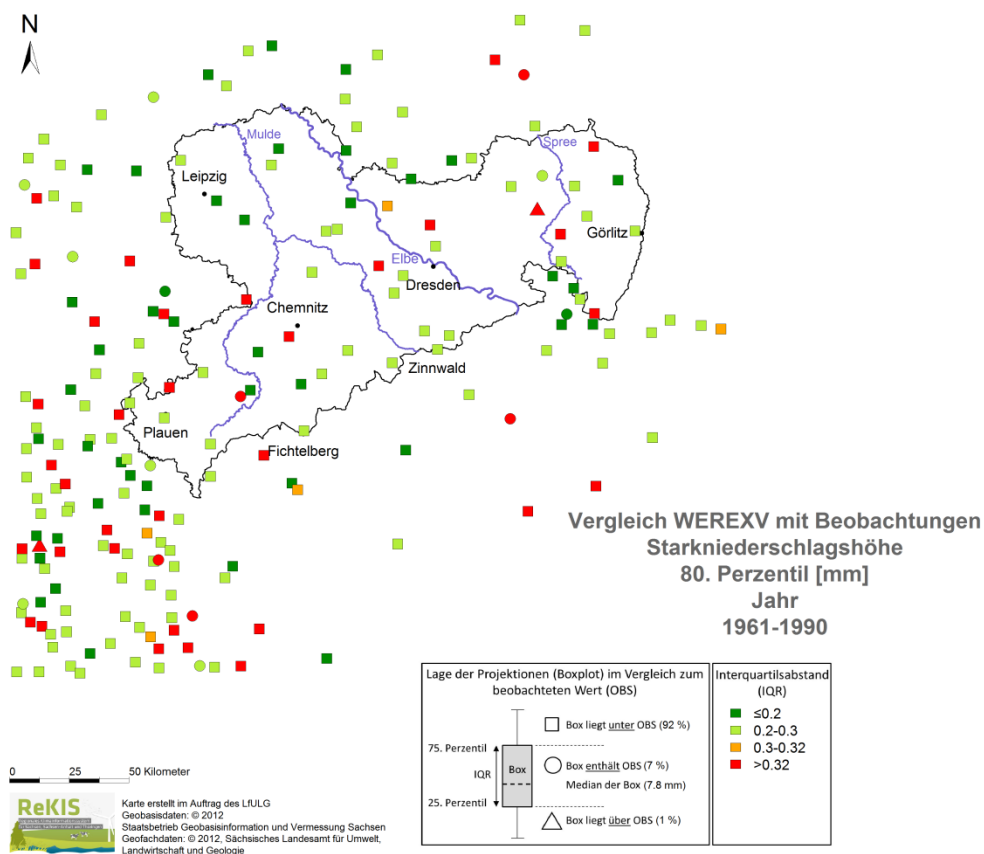 N
Mulde
Spree
Leipzig
Görlitz
Elbe
Dresden
Chemnitz
Zinnwald
Plauen
Fichtelberg
Vergleich WEREXV mit Beobachtungen
Starkniederschlagshöhe
80. Perzentil [mm]
Jahr
1961-1990
Lage der Projektionen (Boxplot) im Vergleich zum
beobachteten Wert (OBS)
Box liegt unter OBS (92 %)
75. Perzentil
IQR
Box
Box enthält OBS (7 %)
Median der Box (7.8 mm)
25. Perzentil
Box liegt über OBS (1 %)
Interquartilsabstand
(IQR)
≤0.2
0.2-0.3
0.3-0.32
>0.32
0 25 50 Kilometer
ReKIS
Karte erstellt im Auftrag des LfULG
Geobasisdaten: © 2012
Staatsbetrieb Geobasisinformation und Vermessung Sachsen
Geofachdaten: © 2012, Sächsisches Landesamt für Umwelt,
Landwirtschaft und Geologie